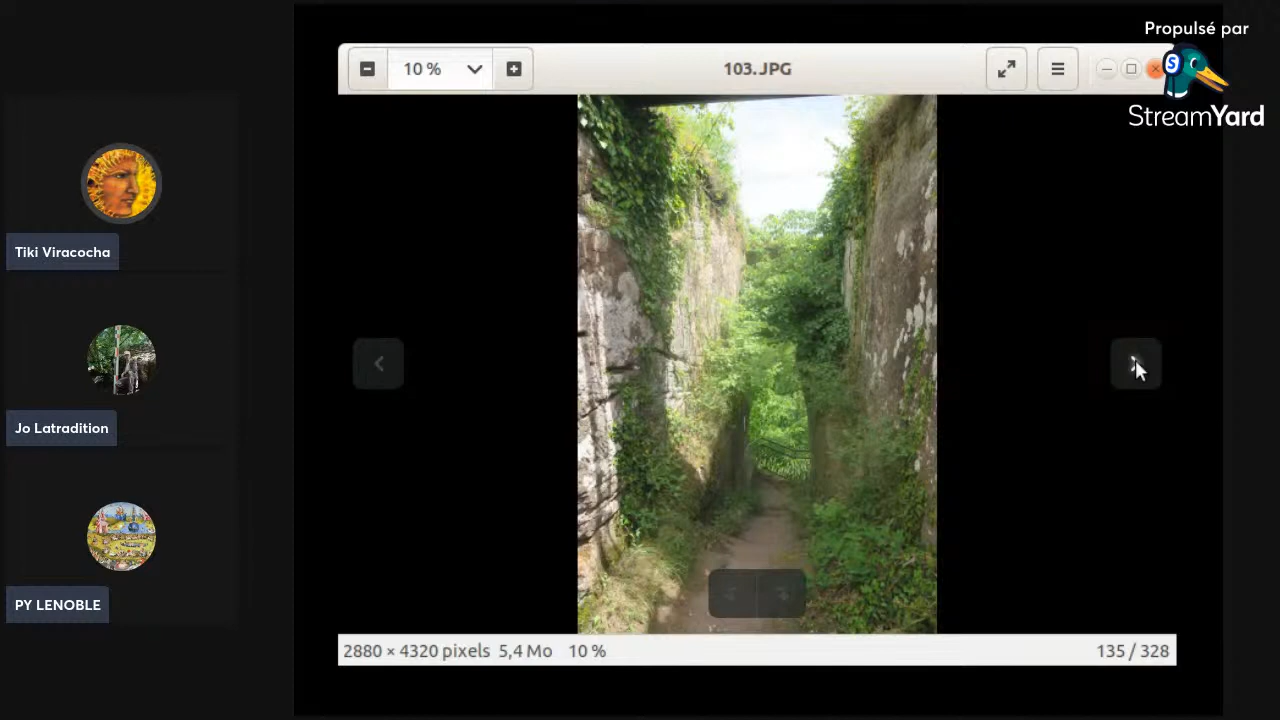 Propulsé par
StreamYard
10 %
103.JPG
Tiki Viracocha
Jo Latradition
PY LENOBLE
2880 × 4320 pixels 5,4 Mo 10 %
135 / 328